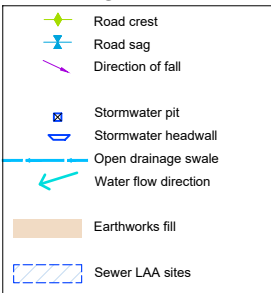 Road crest
Road sag
Direction of fall
Stormwater pit
Stormwater headwall
Open drainage swale
Water flow direction
Earthworks fill
Sewer LAA sites